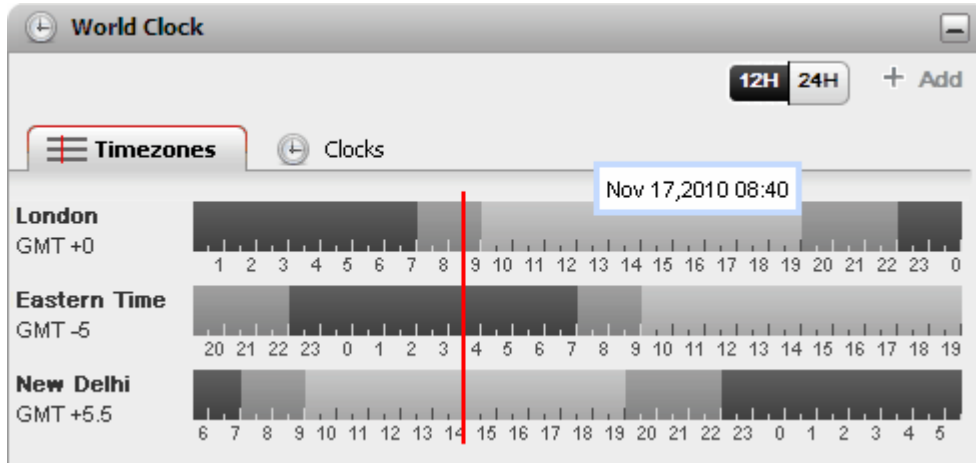 World Clock
12H 24H + Add
Timezones Clocks
Nov 17,2010 08:40
London
GMT +0
1 2 3 4 5 6 7 8 9 10 11 12 13 14 15 16 17 18 19 20 21 22 23 0
Eastern Time
GMT -5
20 21 22 23 0 1 2 3 4 5 6 7 8 9 10 11 12 13 14 15 16 17 18 19
New Delhi
GMT +5.5
6 7 8 9 10 11 12 13 14 15 16 17 18 19 20 21 22 23 0 1 2 3 4 5